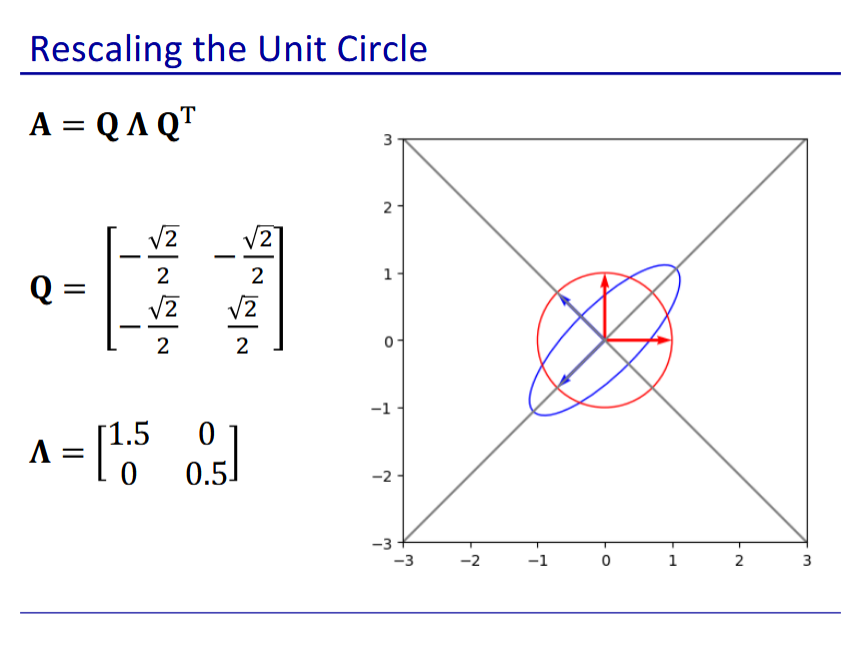 Rescaling the Unit Circle
A = Q Λ Qᵀ
Q = [ −√2/2 −√2/2
−√2/2 √2/2 ]
Λ = [ 1.5 0
0 0.5 ]
3
2
1
0
−1
−2
−3
−3 −2 −1 0 1 2 3